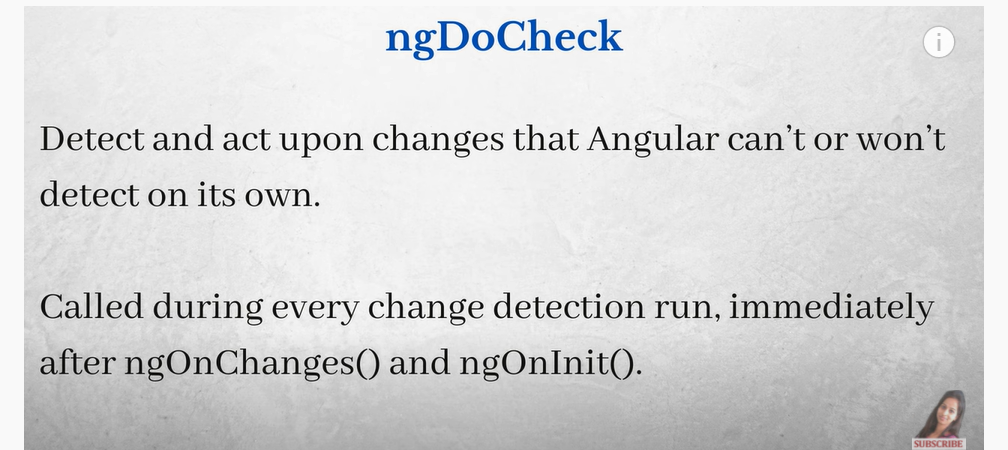 ngDoCheck
i
Detect and act upon changes that Angular can’t or won’t
detect on its own.
Called during every change detection run, immediately
after ngOnChanges() and ngOnInit().
SUBSCRIBE